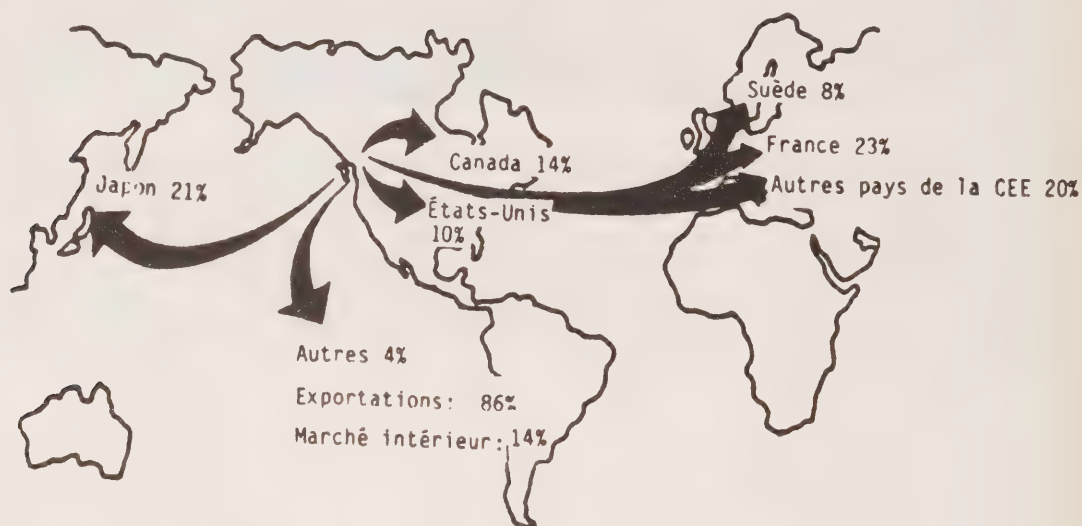 Suède 8%
France 23%
Canada 14%
Japon 21%
Autres pays de la CEE 20%
États-Unis
10%
Autres 4%
Exportations: 86%
Marché intérieur: 14%